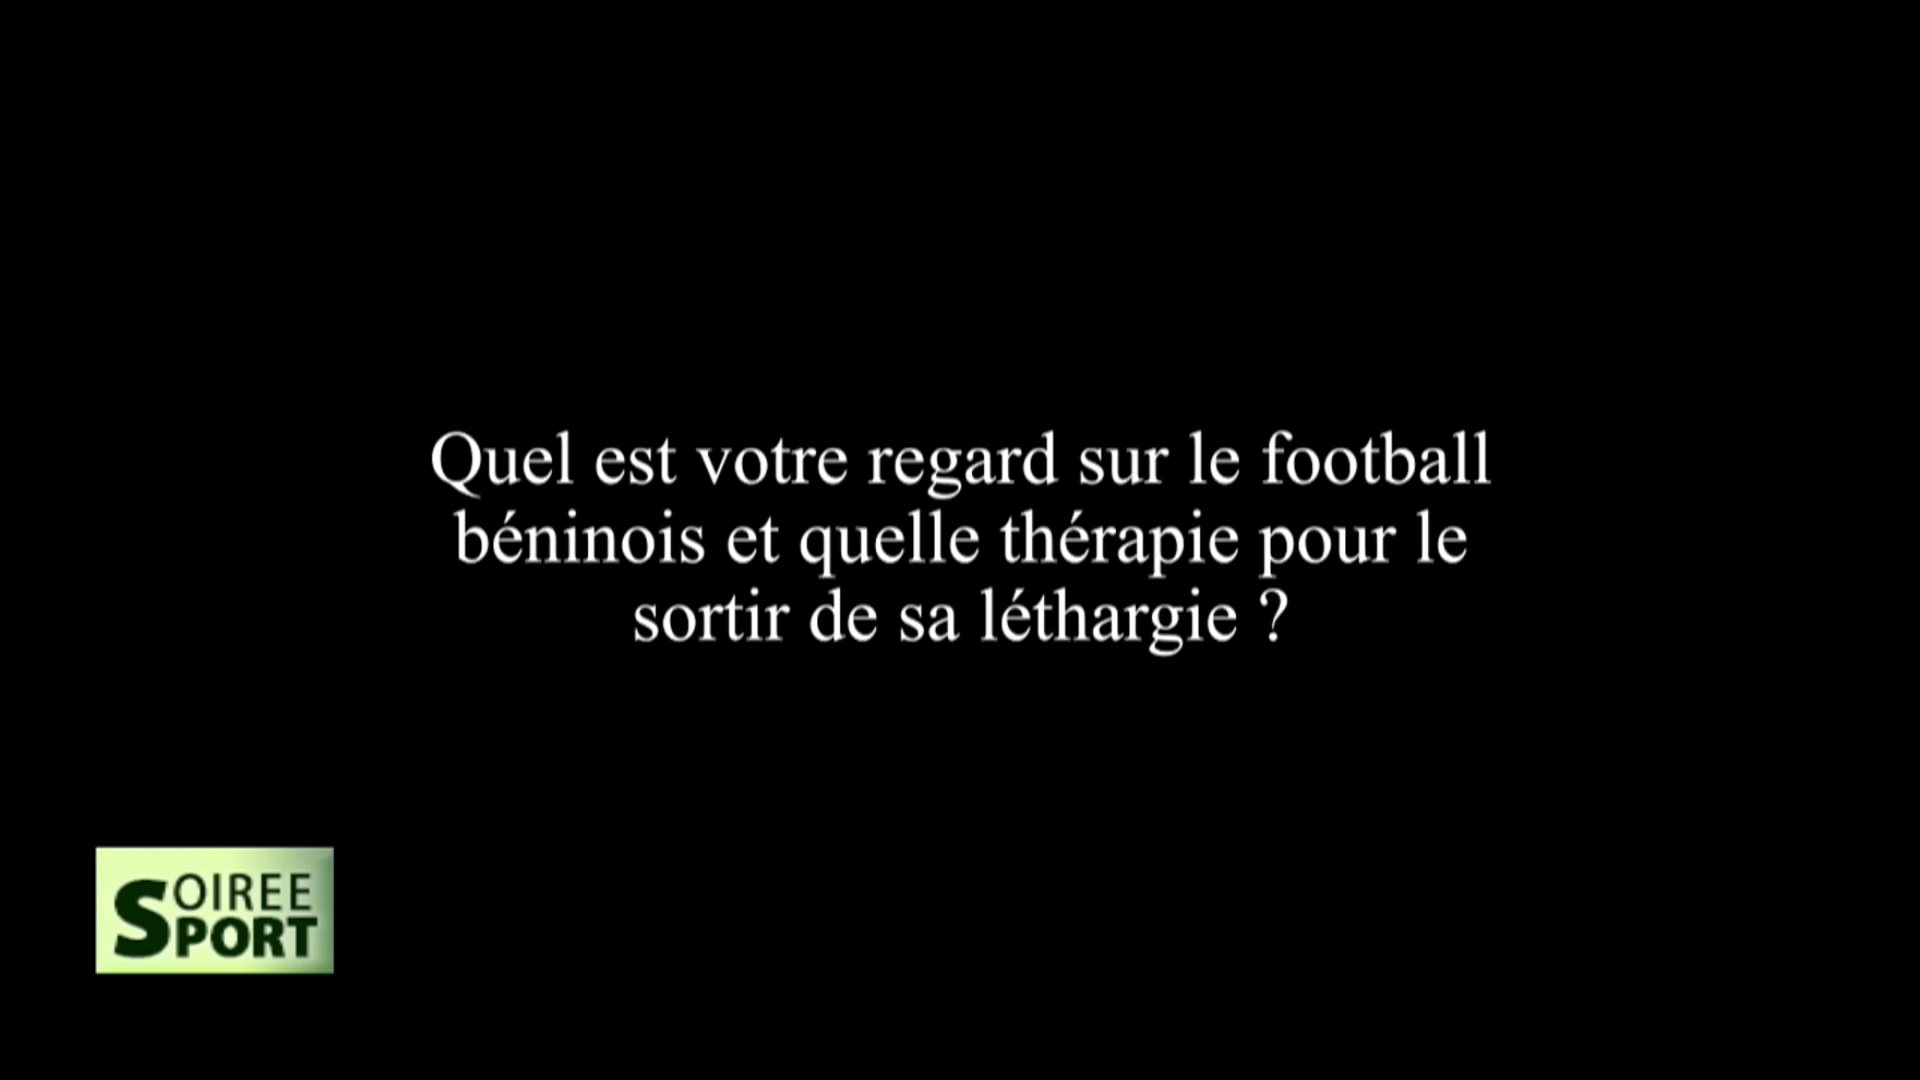 Quel est votre regard sur le football
béninois et quelle thérapie pour le
sortir de sa léthargie ?
SOIREE
SPORT